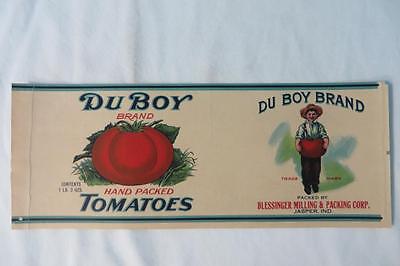 DU BOY
BRAND
CONTENTS
1 LB. 3 OZS.
HAND PACKED
TOMATOES
DU BOY BRAND
TRADE MARK
PACKED BY
BLESSINGER MILLING & PACKING CORP.
JASPER, IND.